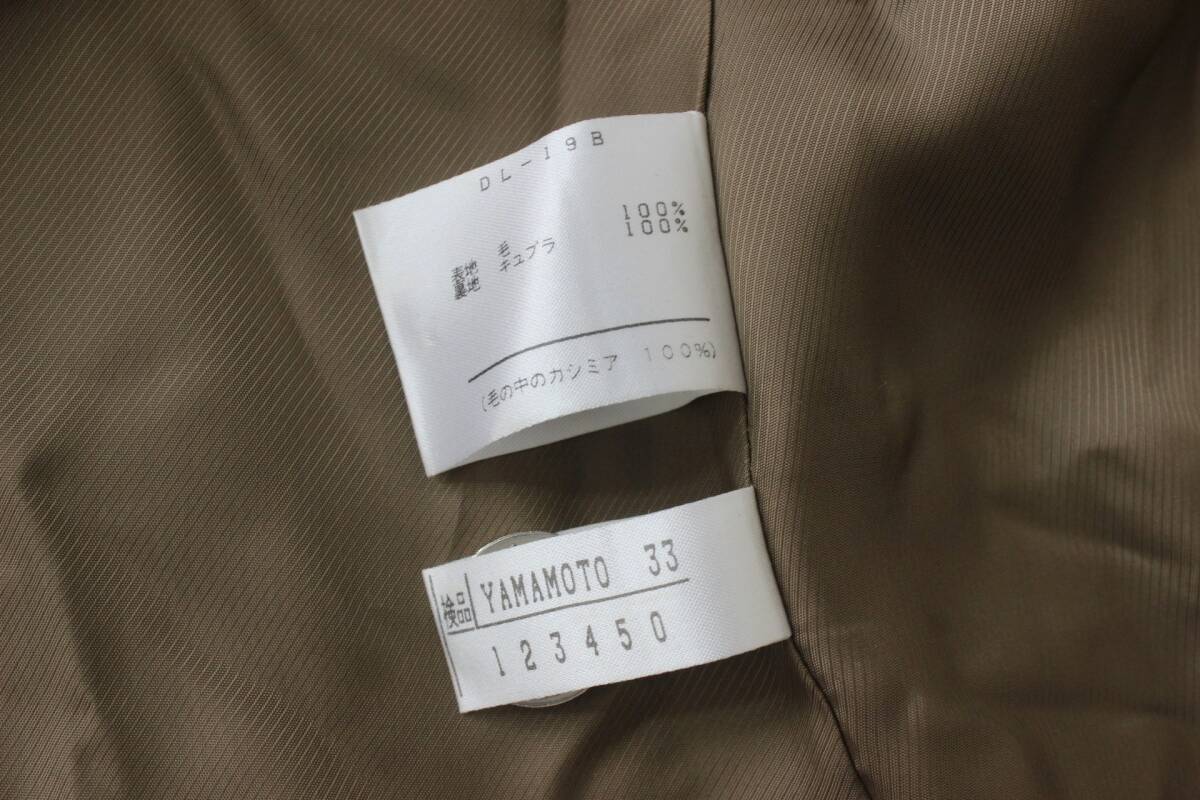 DL-19B
表地 毛 100%
裏地 キュプラ 100%
(毛の中のカシミア 100%)
検品 YAMAMOTO 33
123450